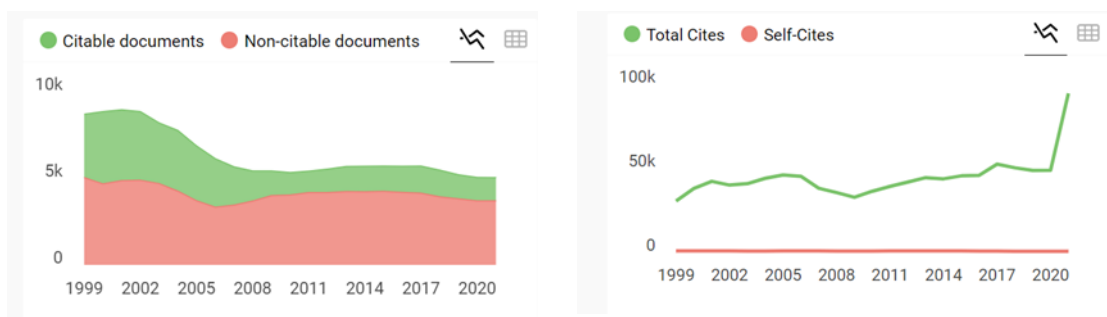 Citable documents Non-citable documents
10k
5k
0
1999 2002 2005 2008 2011 2014 2017 2020
Total Cites Self-Cites
100k
50k
0
1999 2002 2005 2008 2011 2014 2017 2020